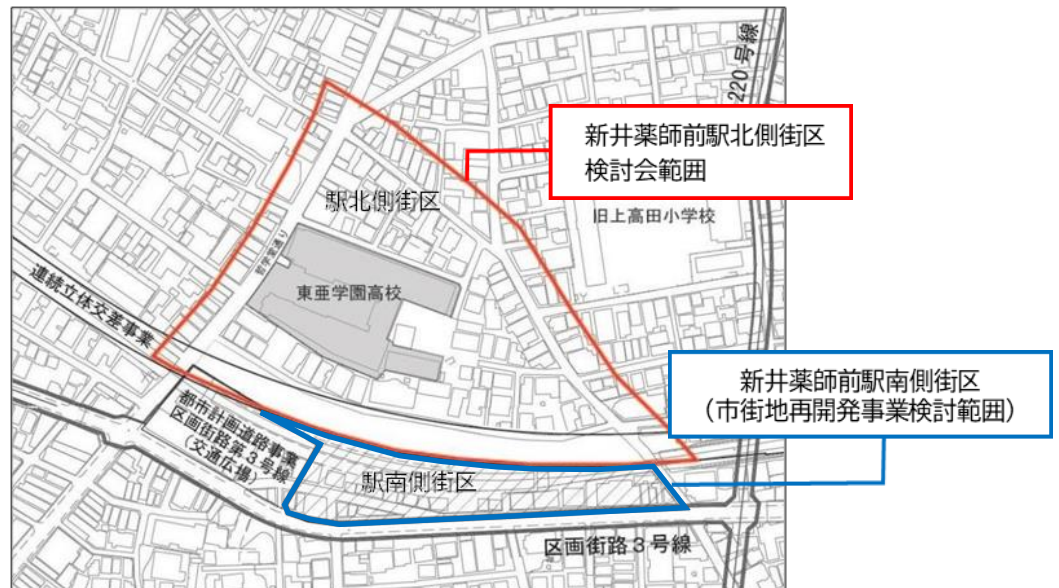 220号線
新井薬師前駅北側街区
検討会範囲
駅北側街区
旧上高田小学校
哲学堂通り
東亜学園高校
連続立体交差事業
新井薬師前駅南側街区
(市街地再開発事業検討範囲)
都市計画道路事業
区画街路第3号線
(交通広場)
駅南側街区
区画街路3号線